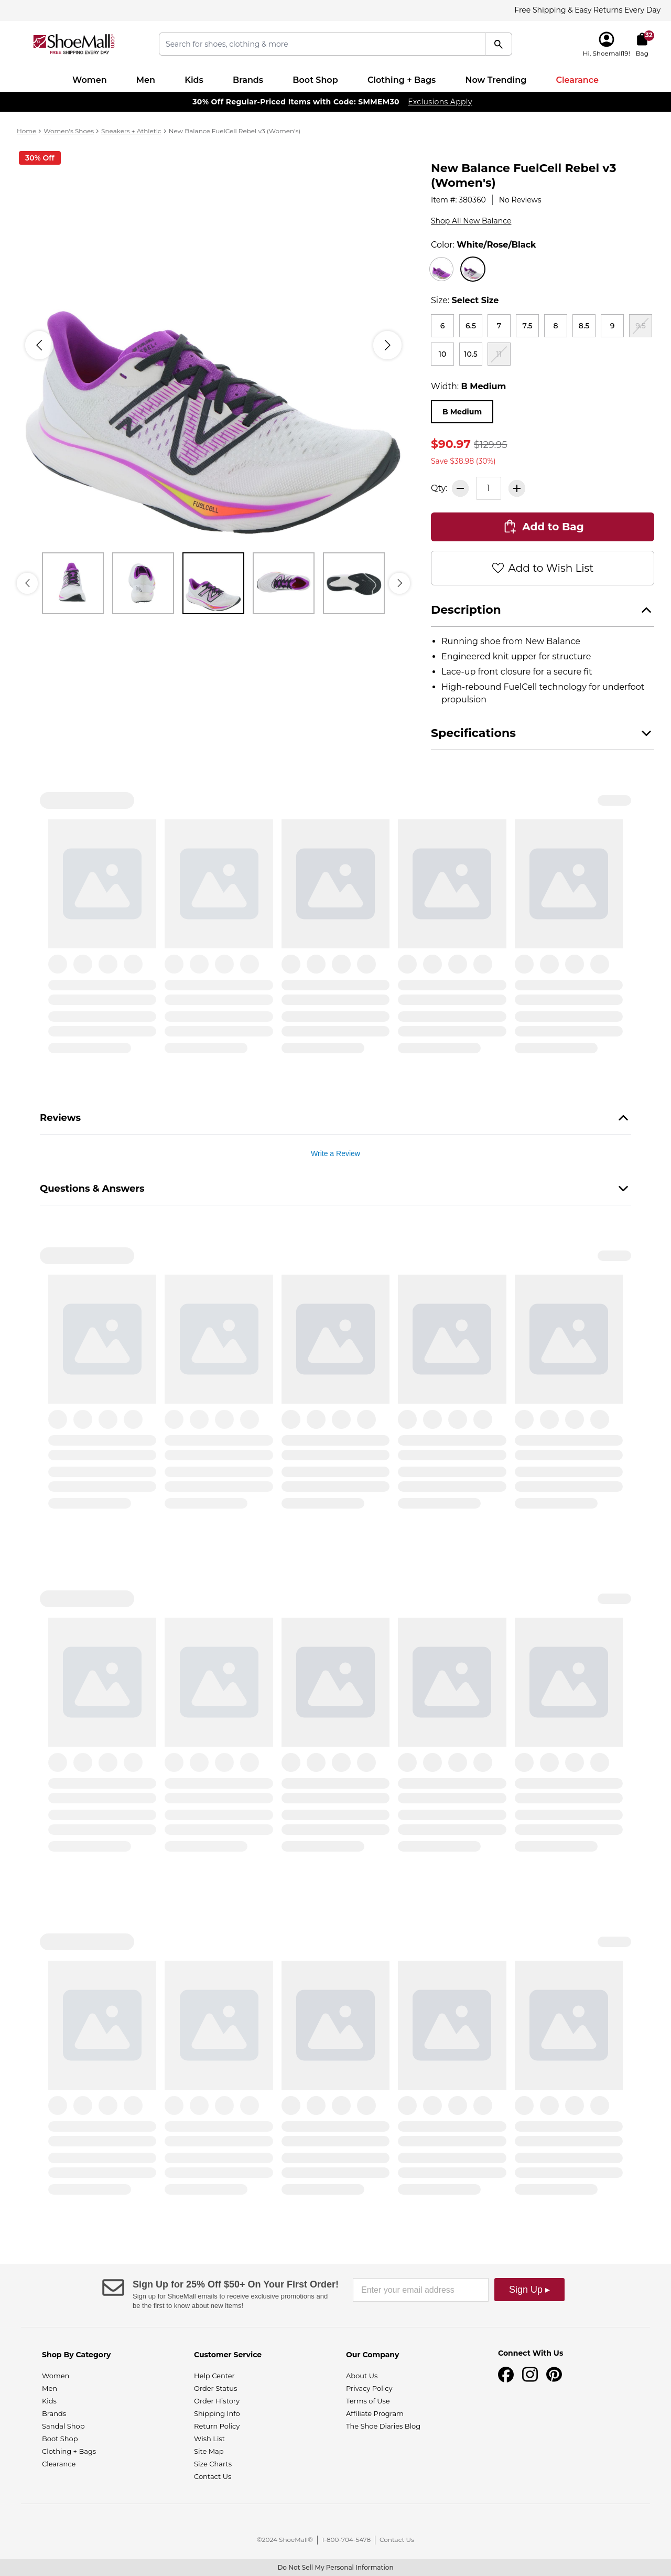 Free Shipping & Easy Returns Every Day
ShoeMall.com
FREE SHIPPING EVERY DAY
Search for shoes, clothing & more
32
Hi, Shoemall19!
Bag
Women
Men
Kids
Brands
Boot Shop
Clothing + Bags
Now Trending
Clearance
30% Off Regular-Priced Items with Code: SMMEM30 Exclusions Apply
Home > Women's Shoes > Sneakers + Athletic > New Balance FuelCell Rebel v3 (Women's)
30% Off
FUELCELL
New Balance FuelCell Rebel v3
(Women's)
Item #: 380360 | No Reviews
Shop All New Balance
Color: White/Rose/Black
Size: Select Size
6 6.5 7 7.5 8 8.5 9 9.5
10 10.5 11
Width: B Medium
B Medium
$90.97 $129.95
Save $38.98 (30%)
Qty: − 1 +
Add to Bag
Add to Wish List
Description
• Running shoe from New Balance
• Engineered knit upper for structure
• Lace-up front closure for a secure fit
• High-rebound FuelCell technology for underfoot
propulsion
Specifications
Reviews
Write a Review
Questions & Answers
Sign Up for 25% Off $50+ On Your First Order!
Sign up for ShoeMall emails to receive exclusive promotions and
be the first to know about new items!
Enter your email address
Sign Up ▸
Shop By Category
Women
Men
Kids
Brands
Sandal Shop
Boot Shop
Clothing + Bags
Clearance
Customer Service
Help Center
Order Status
Order History
Shipping Info
Return Policy
Wish List
Site Map
Size Charts
Contact Us
Our Company
About Us
Privacy Policy
Terms of Use
Affiliate Program
The Shoe Diaries Blog
Connect With Us
©2024 ShoeMall® | 1-800-704-5478 | Contact Us
Do Not Sell My Personal Information